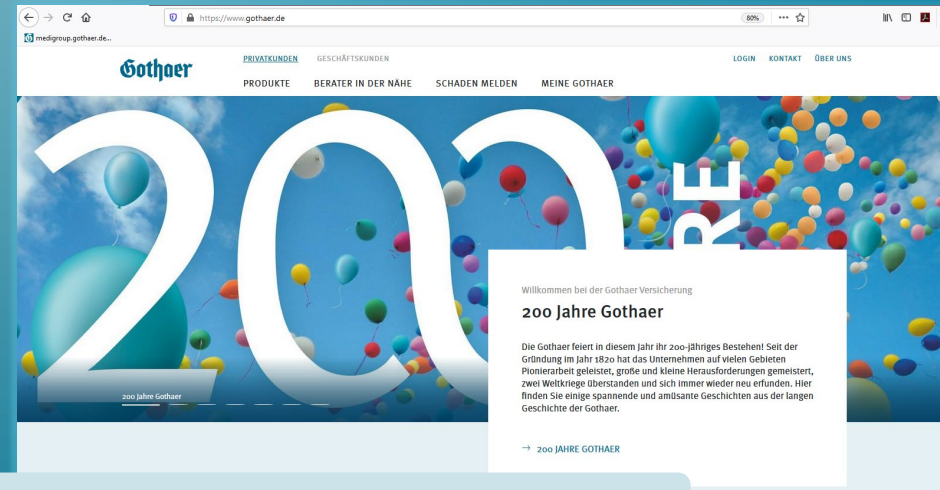 https://www.gothaer.de
80%
medigroup.gothaer.de...
Gothaer
PRIVATKUNDEN GESCHÄFTSKUNDEN
LOGIN KONTAKT ÜBER UNS
PRODUKTE BERATER IN DER NÄHE SCHADEN MELDEN MEINE GOTHAER
200
RE
Willkommen bei der Gothaer Versicherung
200 Jahre Gothaer
Die Gothaer feiert in diesem Jahr ihr 200-jähriges Bestehen! Seit der
Gründung im Jahr 1820 hat das Unternehmen auf vielen Gebieten
Pionierarbeit geleistet, große und kleine Herausforderungen gemeistert,
zwei Weltkriege überstanden und sich immer wieder neu erfunden. Hier
finden Sie einige spannende und amüsante Geschichten aus der langen
Geschichte der Gothaer.
→ 200 JAHRE GOTHAER
200 Jahre Gothaer